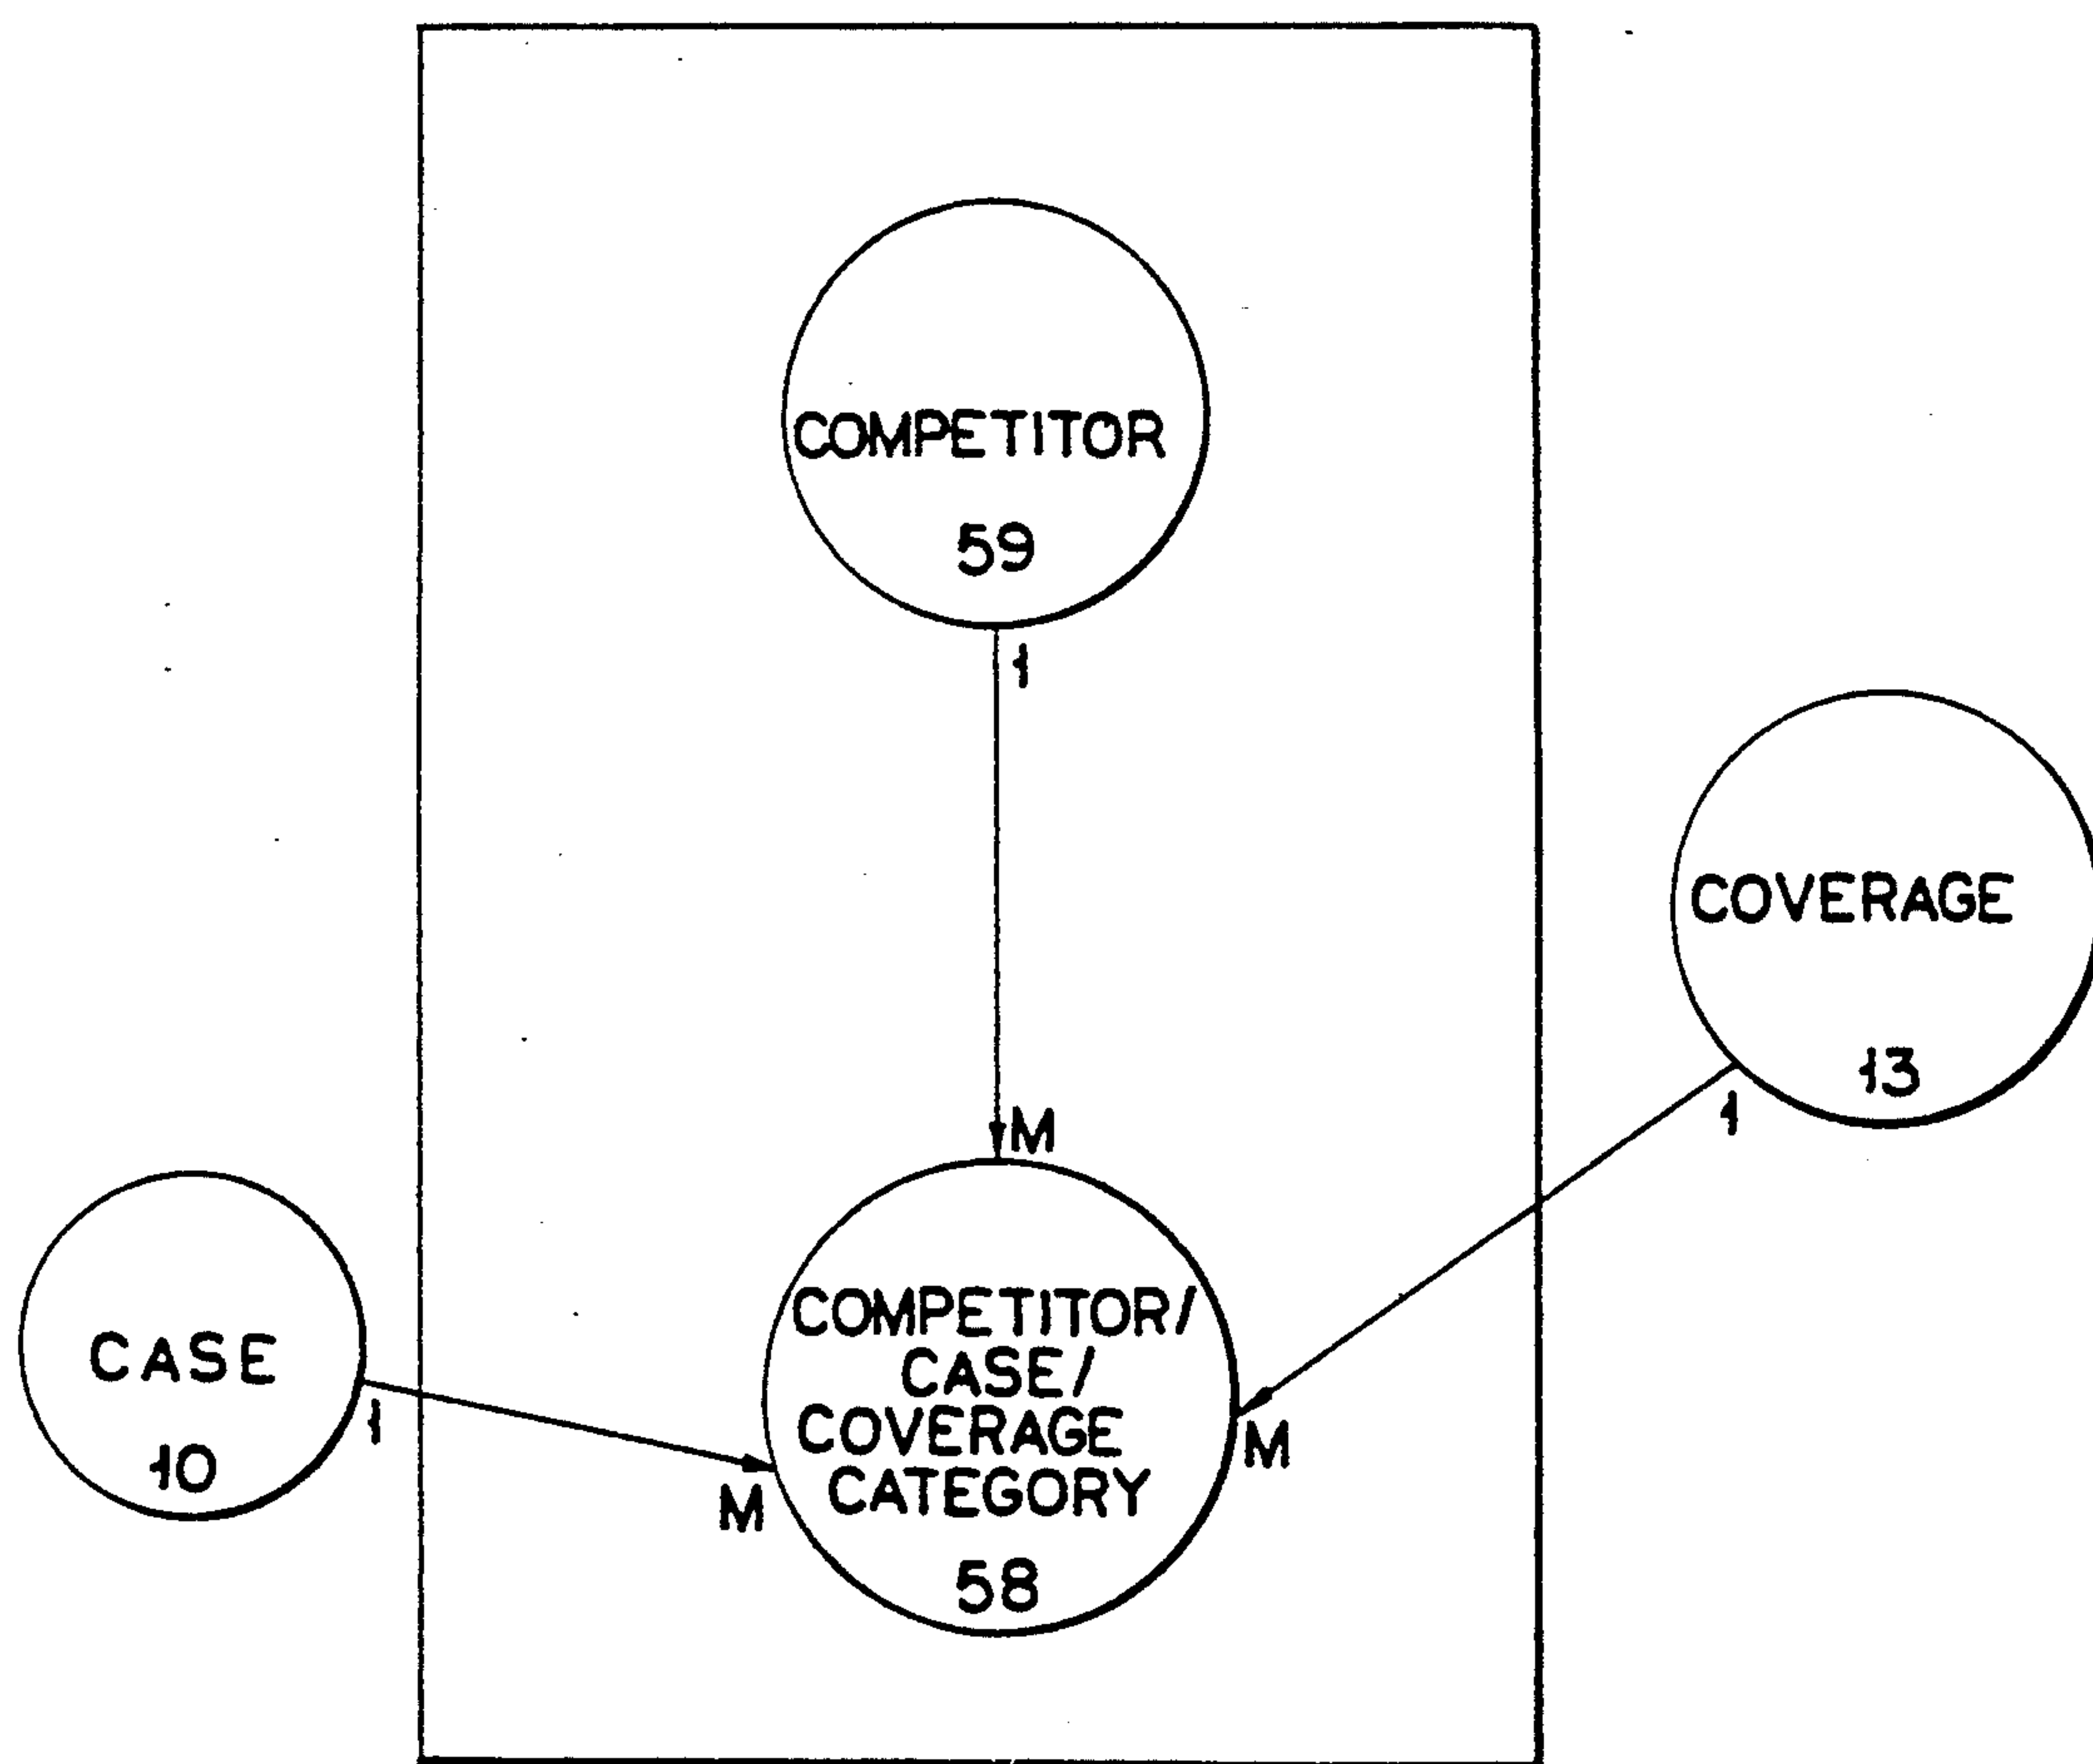 COMPETITOR
59
1
COVERAGE
13
1
M
CASE
10
1
COMPETITOR/
CASE/
COVERAGE
CATEGORY
58
M
M